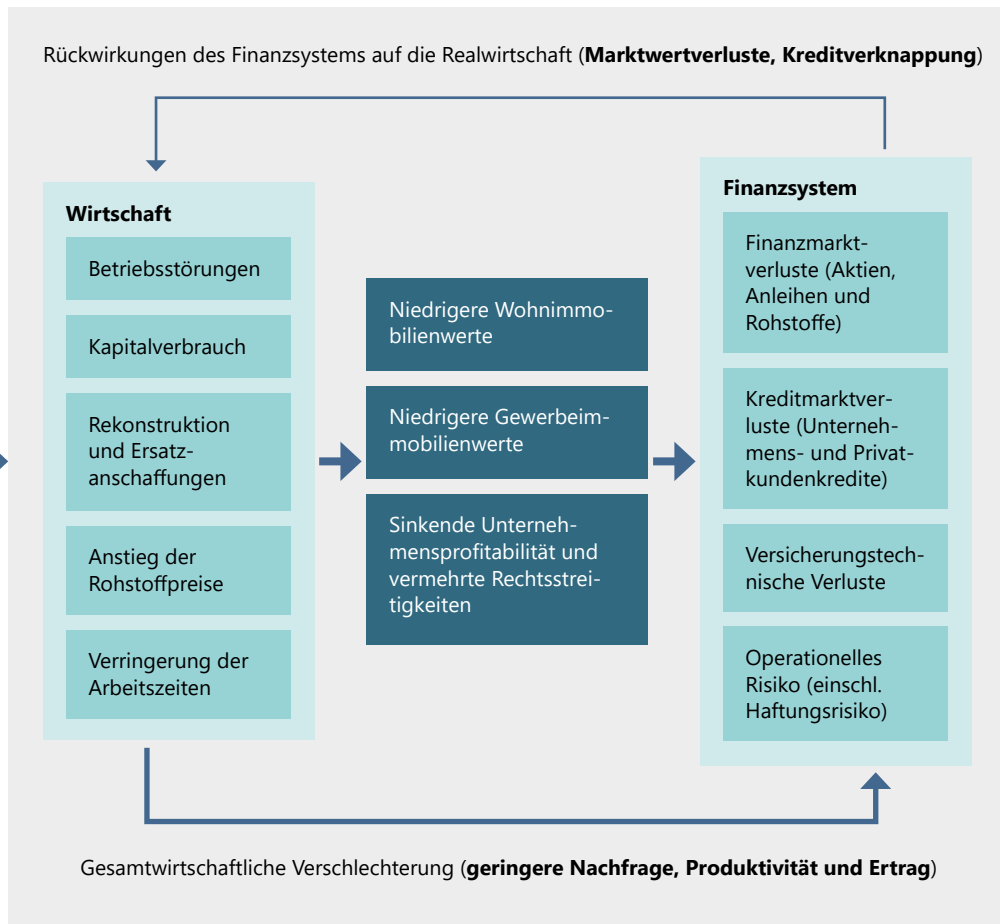 Rückwirkungen des Finanzsystems auf die Realwirtschaft (Marktwertverluste, Kreditverknappung)
Wirtschaft
Betriebsstörungen
Kapitalverbrauch
Rekonstruktion
und Ersatz-
anschaffungen
Anstieg der
Rohstoffpreise
Verringerung der
Arbeitszeiten
Niedrigere Wohnimmo-
bilienwerte
Niedrigere Gewerbeim-
mobilienwerte
Sinkende Unterneh-
mensprofitabilität und
vermehrte Rechtsstrei-
tigkeiten
Finanzsystem
Finanzmarkt-
verluste (Aktien,
Anleihen und
Rohstoffe)
Kreditmarktver-
luste (Unterneh-
mens- und Privat-
kundenkredite)
Versicherungstech-
nische Verluste
Operationelles
Risiko (einschl.
Haftungsrisiko)
Gesamtwirtschaftliche Verschlechterung (geringere Nachfrage, Produktivität und Ertrag)